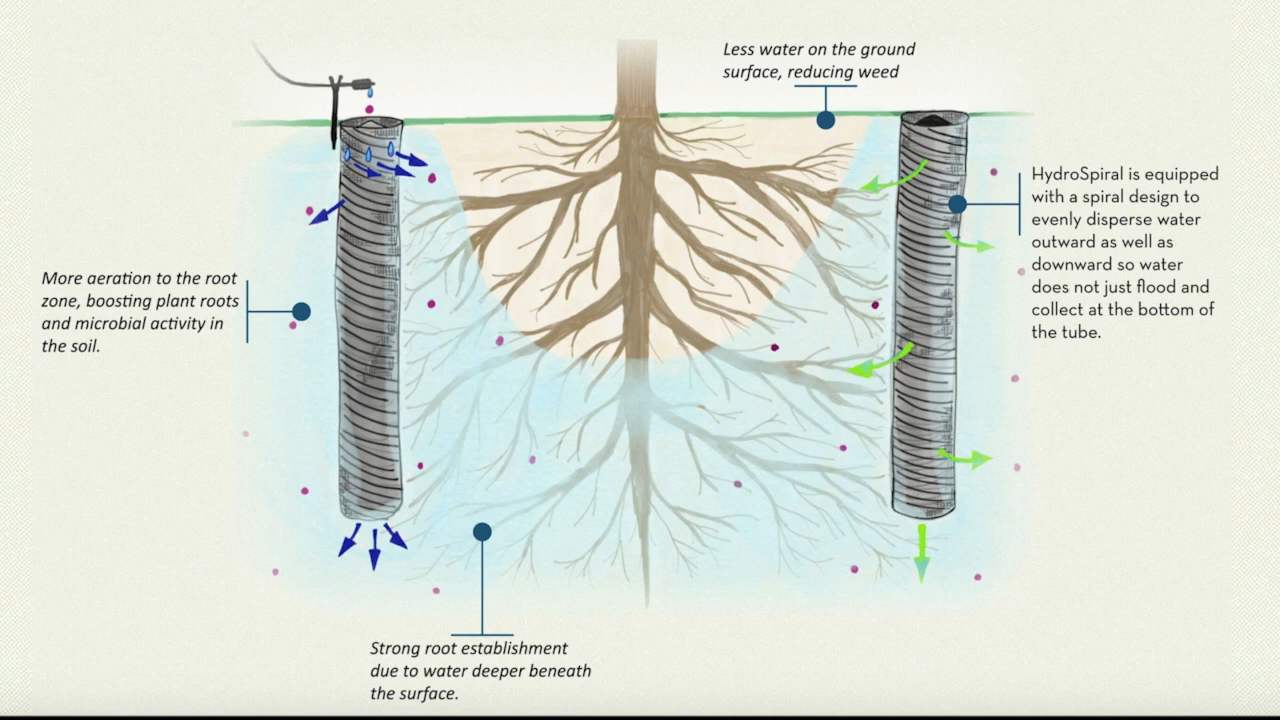 Less water on the ground
surface, reducing weed
HydroSpiral is equipped
with a spiral design to
evenly disperse water
outward as well as
downward so water
does not just flood and
collect at the bottom of
the tube.
More aeration to the root
zone, boosting plant roots
and microbial activity in
the soil.
Strong root establishment
due to water deeper beneath
the surface.